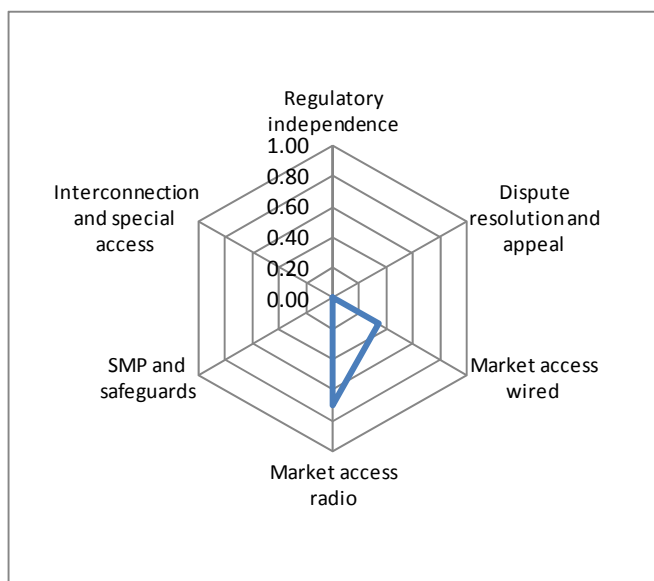 Regulatory
independence
1.00
0.80
0.60
0.40
0.20
0.00
Dispute
resolution and
appeal
Market access
wired
Market access
radio
SMP and
safeguards
Interconnection
and special
access